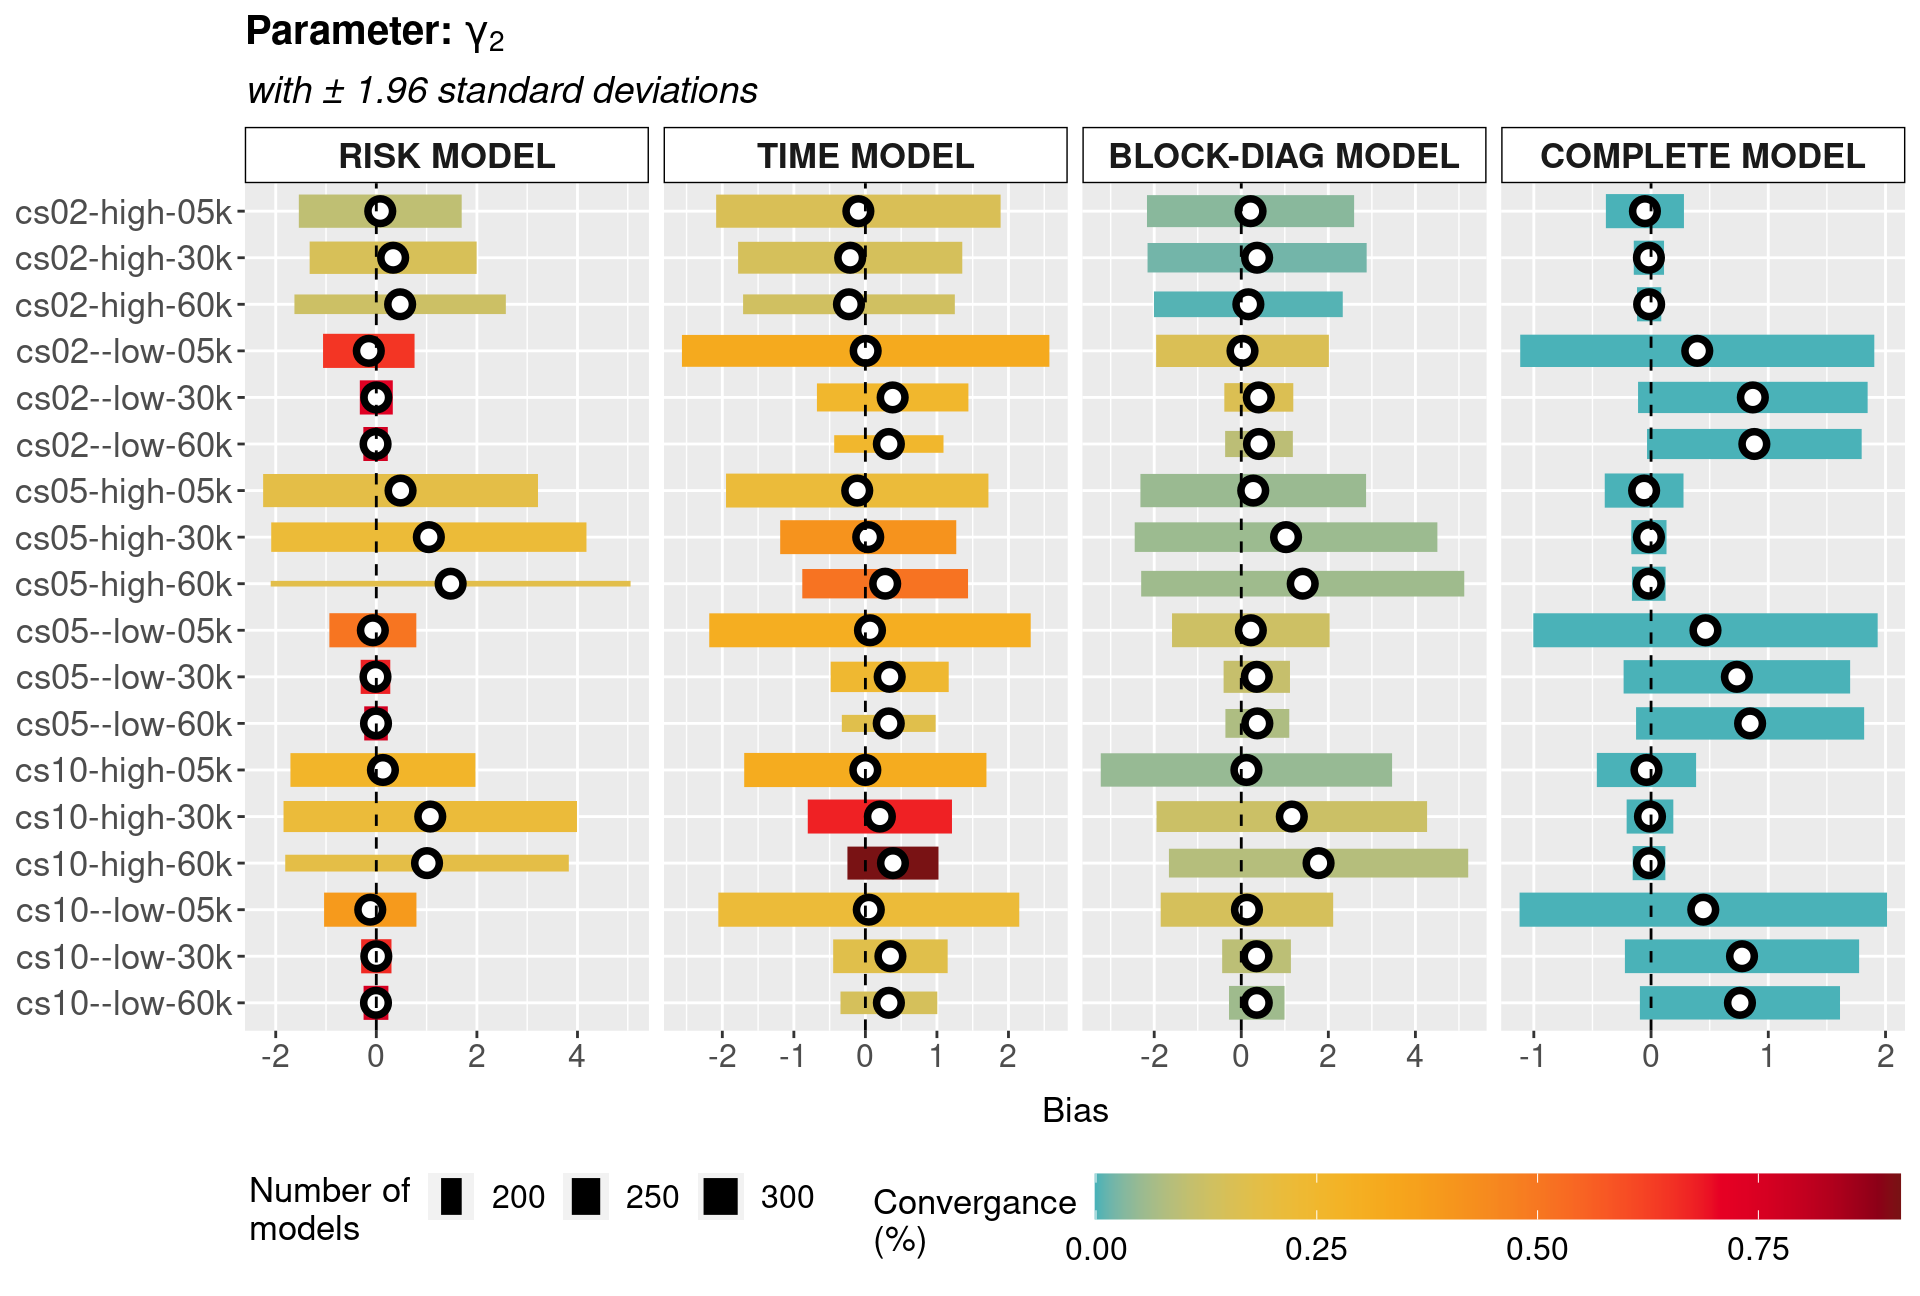 Parameter: γ₂
with ± 1.96 standard deviations
RISK MODEL TIME MODEL BLOCK-DIAG MODEL COMPLETE MODEL
cs02-high-05k
cs02-high-30k
cs02-high-60k
cs02--low-05k
cs02--low-30k
cs02--low-60k
cs05-high-05k
cs05-high-30k
cs05-high-60k
cs05--low-05k
cs05--low-30k
cs05--low-60k
cs10-high-05k
cs10-high-30k
cs10-high-60k
cs10--low-05k
cs10--low-30k
cs10--low-60k
-2 0 2 4 -2 -1 0 1 2 -2 0 2 4 -1 0 1 2
Bias
Number of
models
200 250 300
Convergance
(%)
0.00 0.25 0.50 0.75